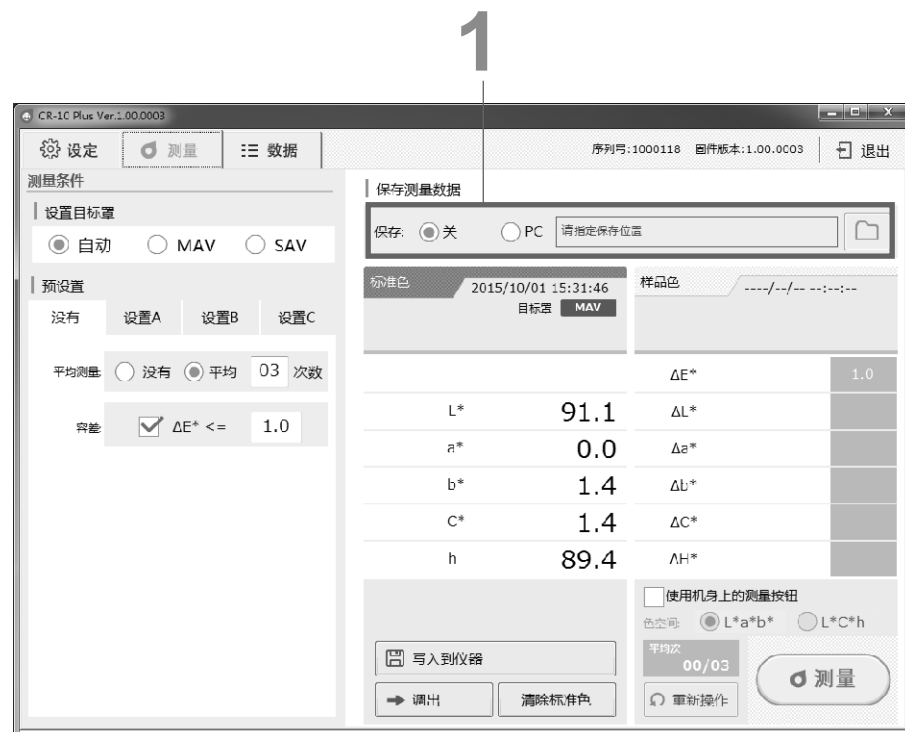 1
CR-10 Plus Ver.1.00.0003
设定 测量 数据 序列号:1000118 固件版本:1.00.0003 退出
测量条件
设置目标罩
自动 MAV SAV
预设置
没有 设置A 设置B 设置C
平均测量: 没有 平均 03 次数
容差: ΔE* <= 1.0
保存测量数据
保存: 关 PC 请指定保存位置
标准色 2015/10/01 15:31:46
目标罩 MAV
L* 91.1
a* 0.0
b* 1.4
C* 1.4
h 89.4
写入到仪器
调出 清除标准色
样品色 ----/--/-- --:--:--
ΔE* 1.0
ΔL*
Δa*
Δb*
ΔC*
ΔH*
使用机身上的测量按钮
色空间: L*a*b* L*C*h
平均次
00/03
重新操作
测量